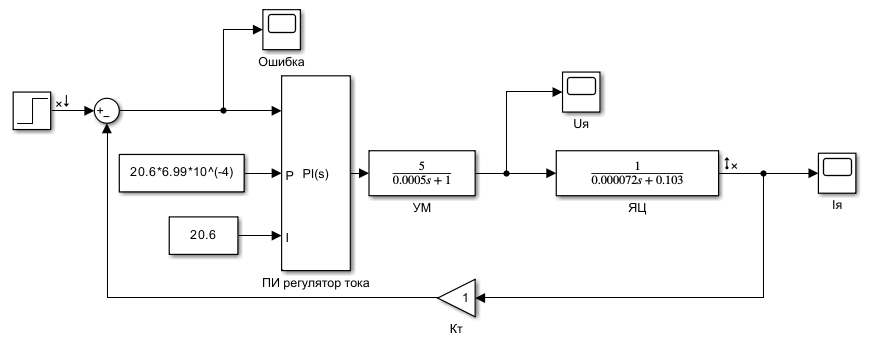 Ошибка
+
−
20.6*6.99*10^(-4)
20.6
P
PI(s)
I
ПИ регулятор тока
5
0.0005s + 1
УМ
Uя
1
0.000072s + 0.103
ЯЦ
Iя
1
Кт